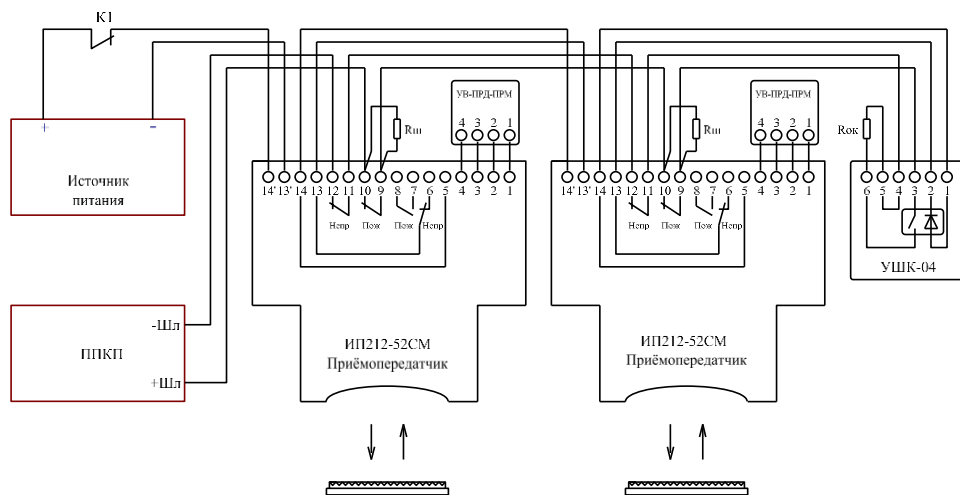 К1
+ –
Источник
питания
ППКП
-Шл
+Шл
УВ-ПРД-ПРМ
4 3 2 1
Rш
14' 13' 14 13 12 11 10 9 8 7 6 5 4 3 2 1
Непр Пож Пож Непр
ИП212-52СМ
Приёмопередатчик
УВ-ПРД-ПРМ
4 3 2 1
Rш
14' 13' 14 13 12 11 10 9 8 7 6 5 4 3 2 1
Непр Пож Пож Непр
ИП212-52СМ
Приёмопередатчик
Rок
6 5 4 3 2 1
УШК-04